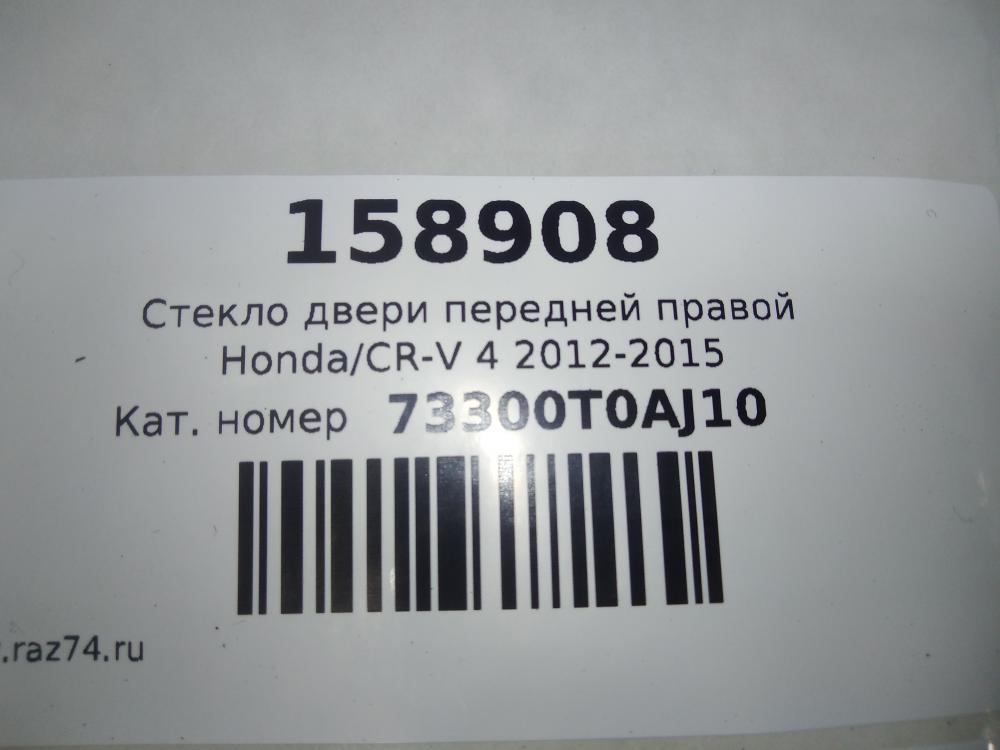 158908
Стекло двери передней правой
Honda/CR-V 4 2012-2015
Кат. номер 73300T0AJ10
.raz74.ru